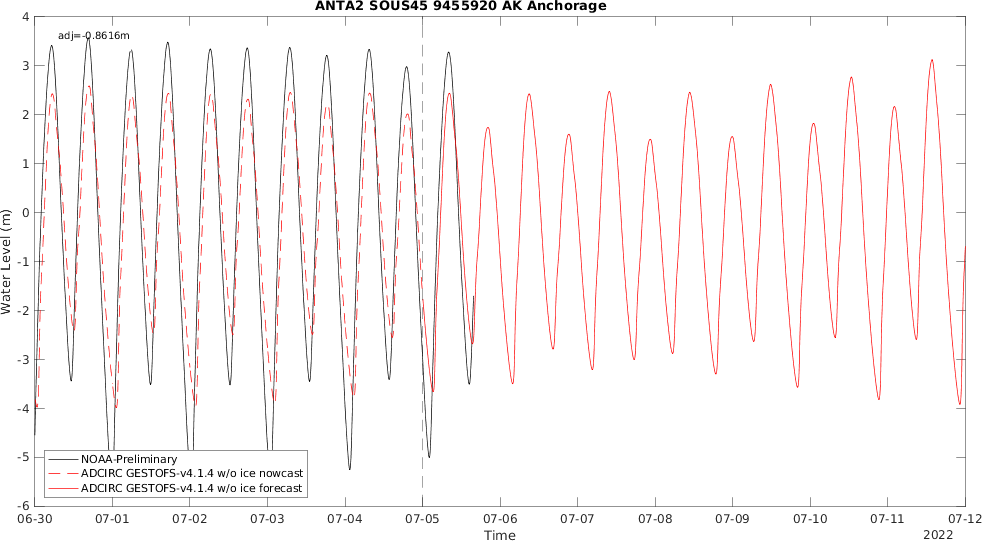 ANTA2 SOUS45 9455920 AK Anchorage
adj=-0.8616m
4
3
2
1
0
-1
-2
-3
-4
-5
-6
Water Level (m)
NOAA-Preliminary
ADCIRC GESTOFS-v4.1.4 w/o ice nowcast
ADCIRC GESTOFS-v4.1.4 w/o ice forecast
06-30 07-01 07-02 07-03 07-04 07-05 07-06 07-07 07-08 07-09 07-10 07-11 07-12
Time
2022